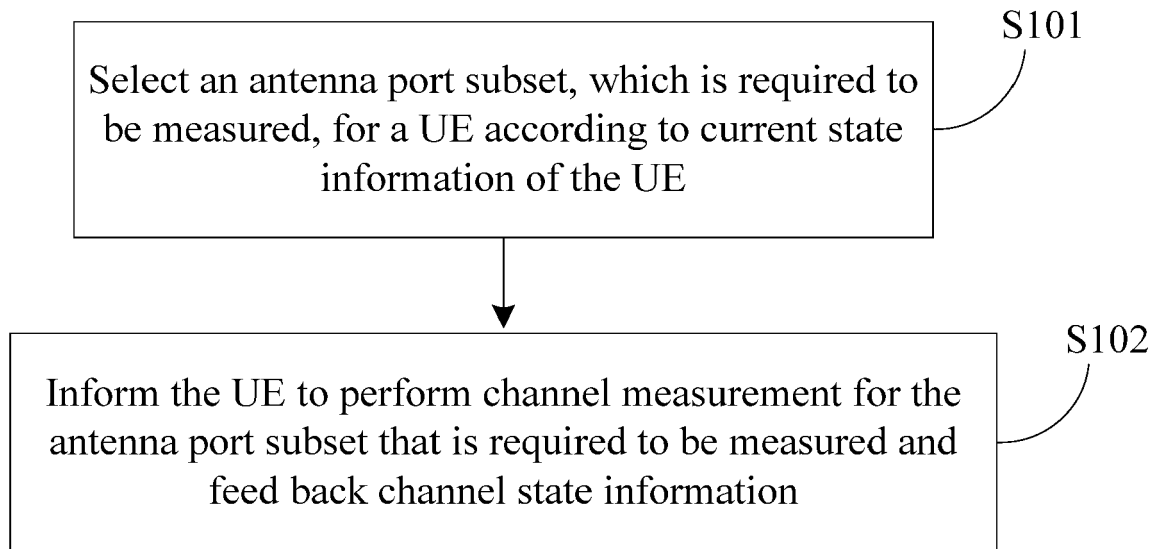 S101
Select an antenna port subset, which is required to
be measured, for a UE according to current state
information of the UE
S102
Inform the UE to perform channel measurement for the
antenna port subset that is required to be measured and
feed back channel state information